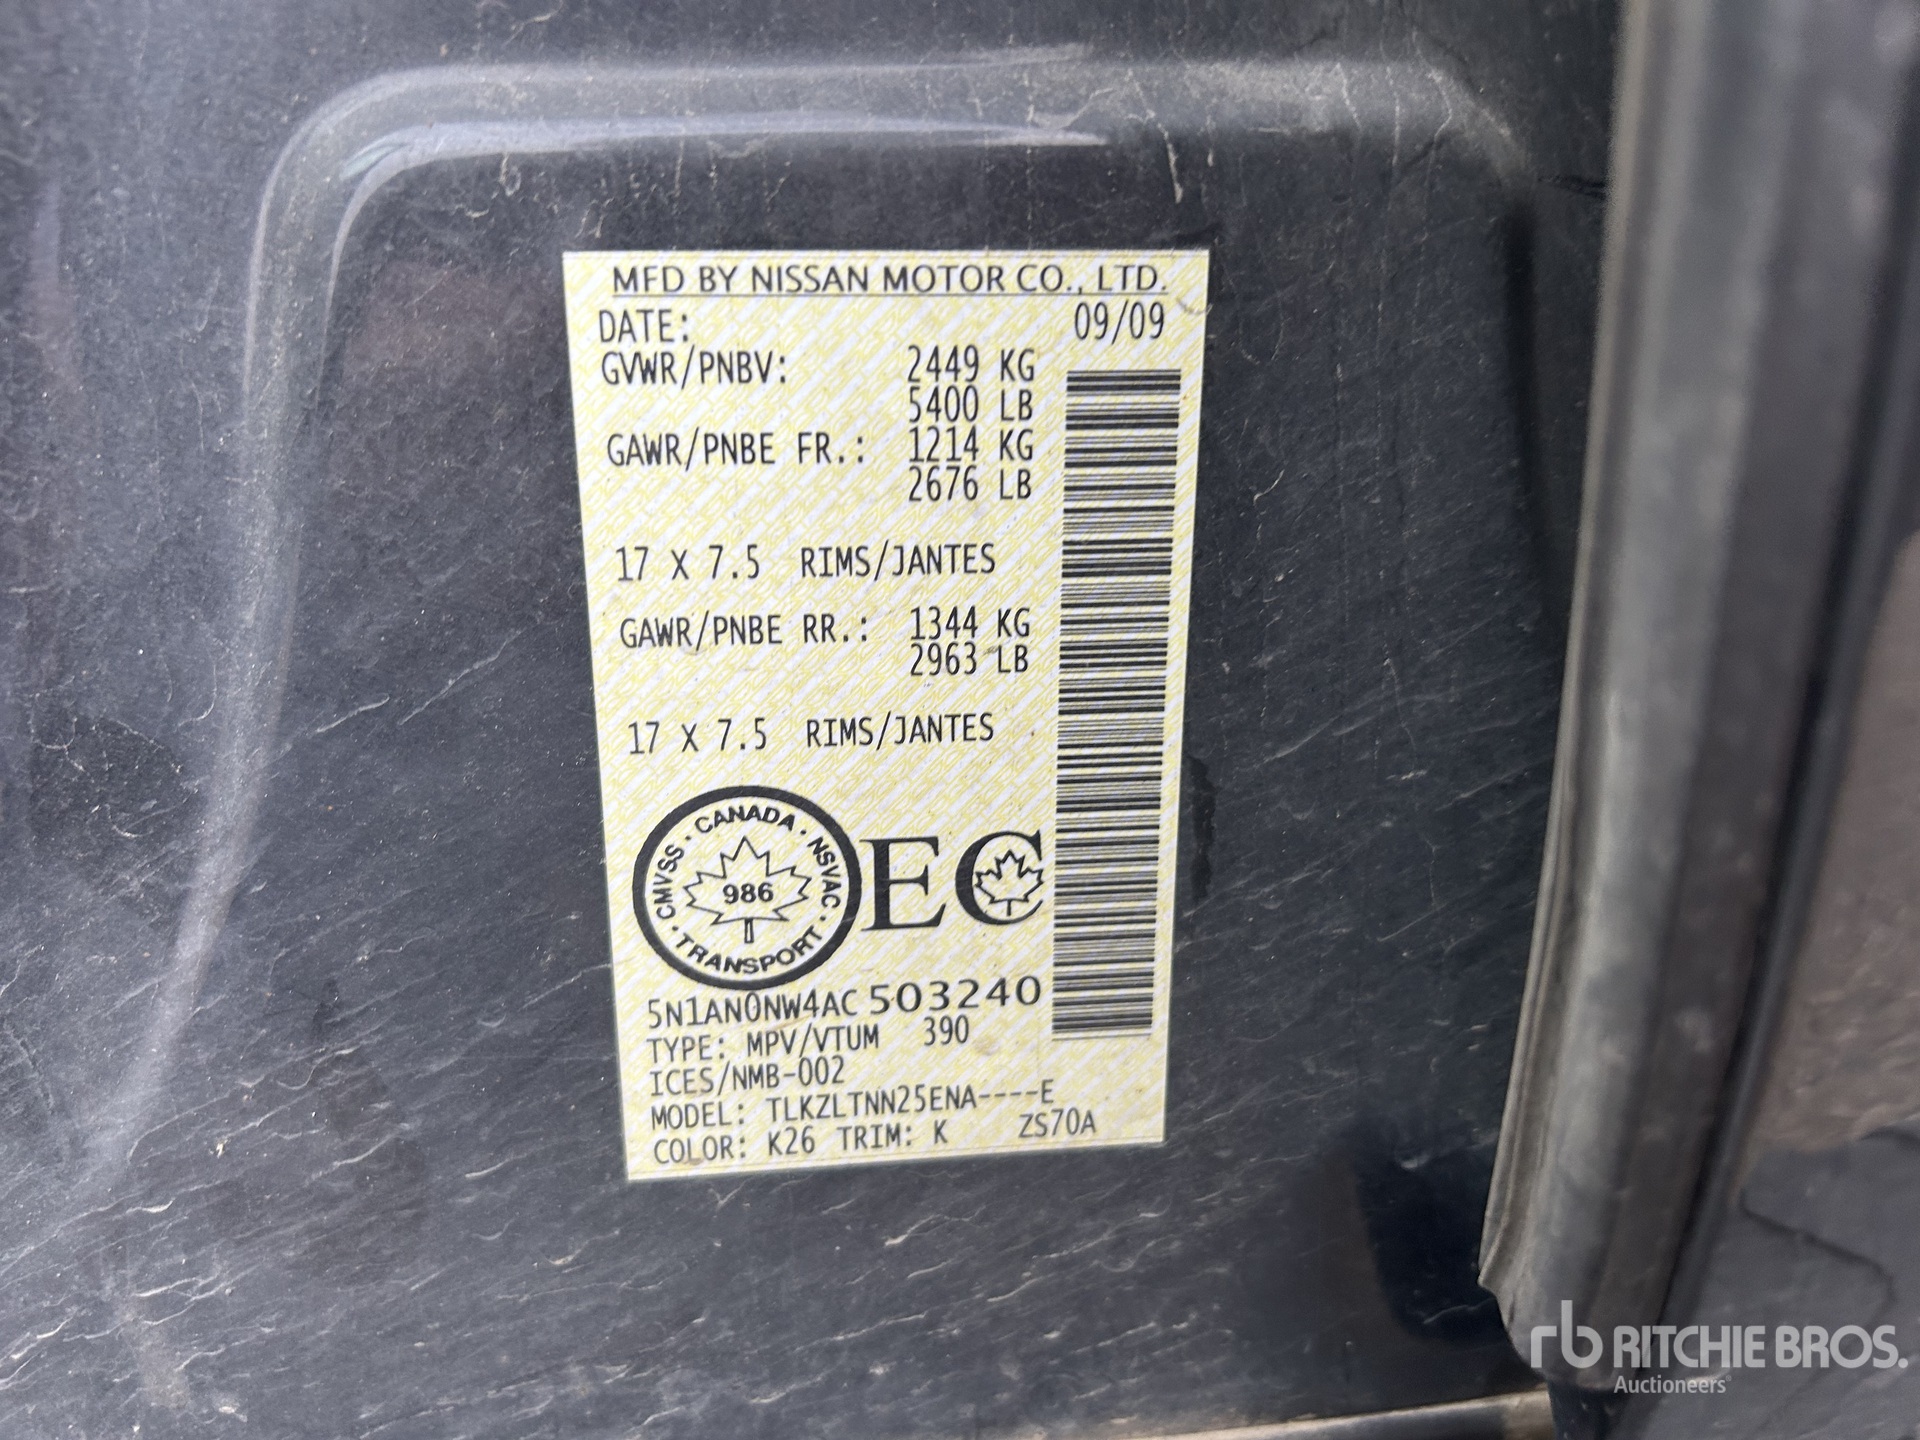 MFD BY NISSAN MOTOR CO., LTD.
DATE: 09/09
GVWR/PNBV: 2449 KG
5400 LB
GAWR/PNBE FR.: 1214 KG
2676 LB
17 X 7.5 RIMS/JANTES
GAWR/PNBE RR.: 1344 KG
2963 LB
17 X 7.5 RIMS/JANTES
CMVSS · CANADA · NSVAC · TRANSPORT ·
986
EC
5N1AN0NW4AC 503240
TYPE: MPV/VTUM 390
ICES/NMB-002
MODEL: TLKZLTNN25ENA----E
COLOR: K26 TRIM: K ZS70A
rb RITCHIE BROS.
Auctioneers